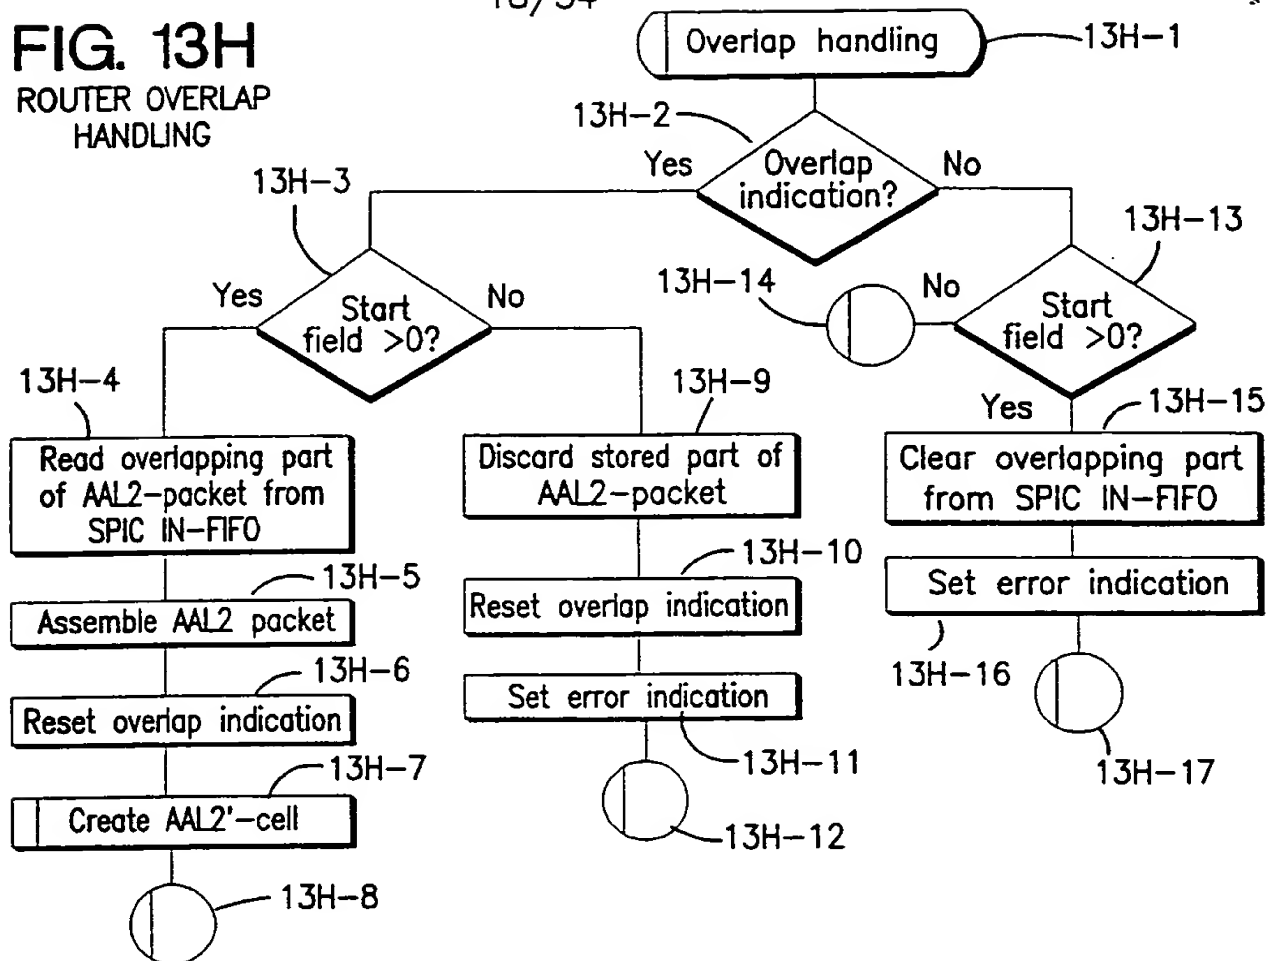 FIG. 13H
ROUTER OVERLAP
HANDLING
Overlap handling
13H-1
13H-2
Overlap
indication?
Yes
No
13H-3
Start
field >0?
Yes
No
13H-13
Start
field >0?
No
Yes
13H-14
13H-4
Read overlapping part
of AAL2-packet from
SPIC IN-FIFO
13H-5
Assemble AAL2 packet
13H-6
Reset overlap indication
13H-7
Create AAL2'-cell
13H-8
13H-9
Discard stored part of
AAL2-packet
13H-10
Reset overlap indication
Set error indication
13H-11
13H-12
13H-15
Clear overlapping part
from SPIC IN-FIFO
Set error indication
13H-16
13H-17